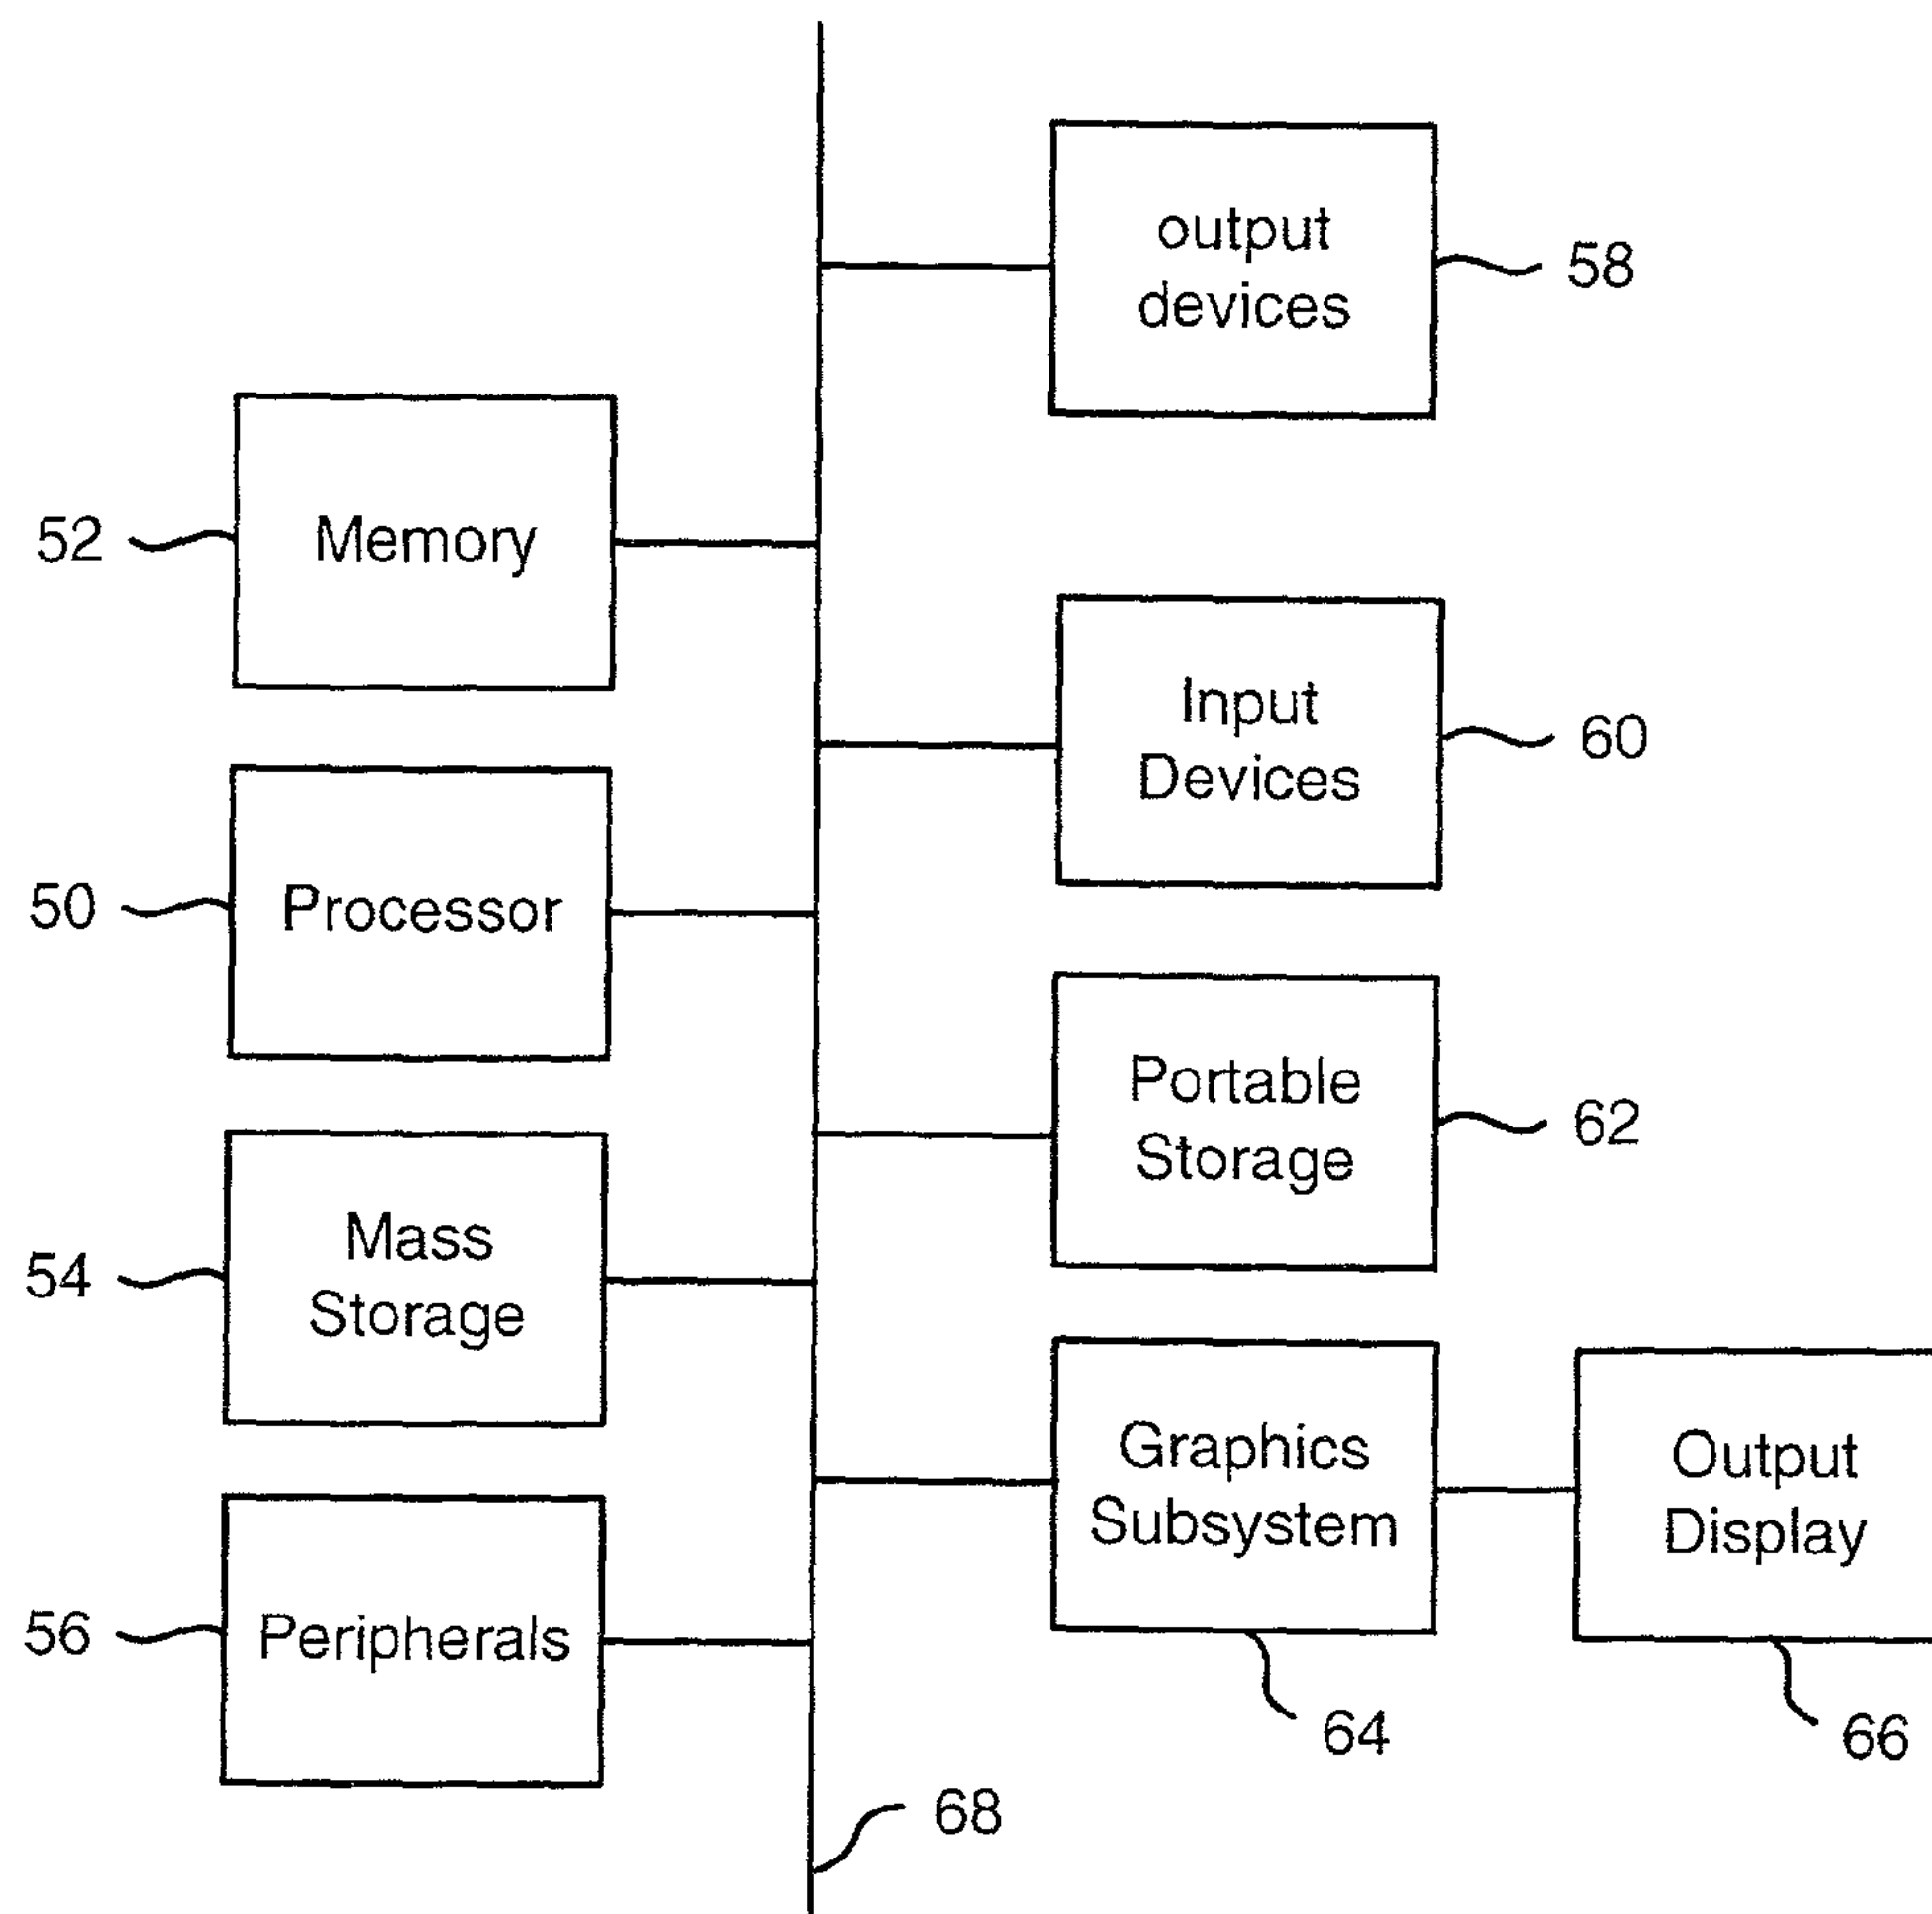 output
devices
58
52
Memory
Input
Devices
60
50
Processor
Portable
Storage
62
54
Mass
Storage
Graphics
Subsystem
Output
Display
56
Peripherals
64
66
68